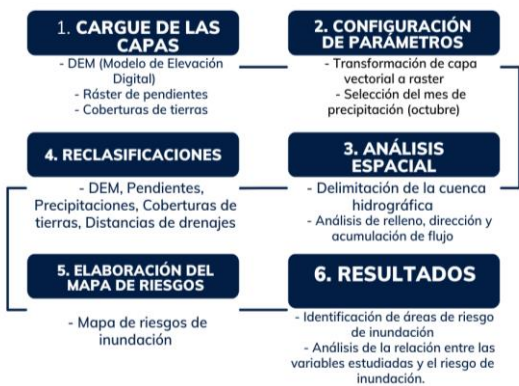 1. CARGUE DE LAS
CAPAS
- DEM (Modelo de Elevación
Digital)
- Ráster de pendientes
- Coberturas de tierras
2. CONFIGURACIÓN
DE PARÁMETROS
- Transformación de capa
vectorial a raster
- Selección del mes de
precipitación (octubre)
3. ANÁLISIS
ESPACIAL
- Delimitación de la cuenca
hidrográfica
- Análisis de relleno, dirección y
acumulación de flujo
4. RECLASIFICACIONES
- DEM, Pendientes,
Precipitaciones, Coberturas de
tierras, Distancias de drenajes
5. ELABORACIÓN DEL
MAPA DE RIESGOS
- Mapa de riesgos de
inundación
6. RESULTADOS
- Identificación de áreas de riesgo
de inundación
- Análisis de la relación entre las
variables estudiadas y el riesgo de
inundación.